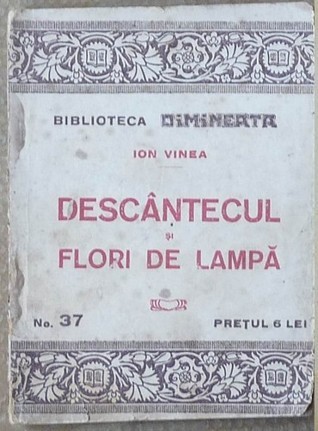 BIBLIOTECA DIMINEAȚA
ION VINEA
DESCÂNTECUL
ȘI
FLORI DE LAMPĂ
No. 37 PREȚUL 6 LEI